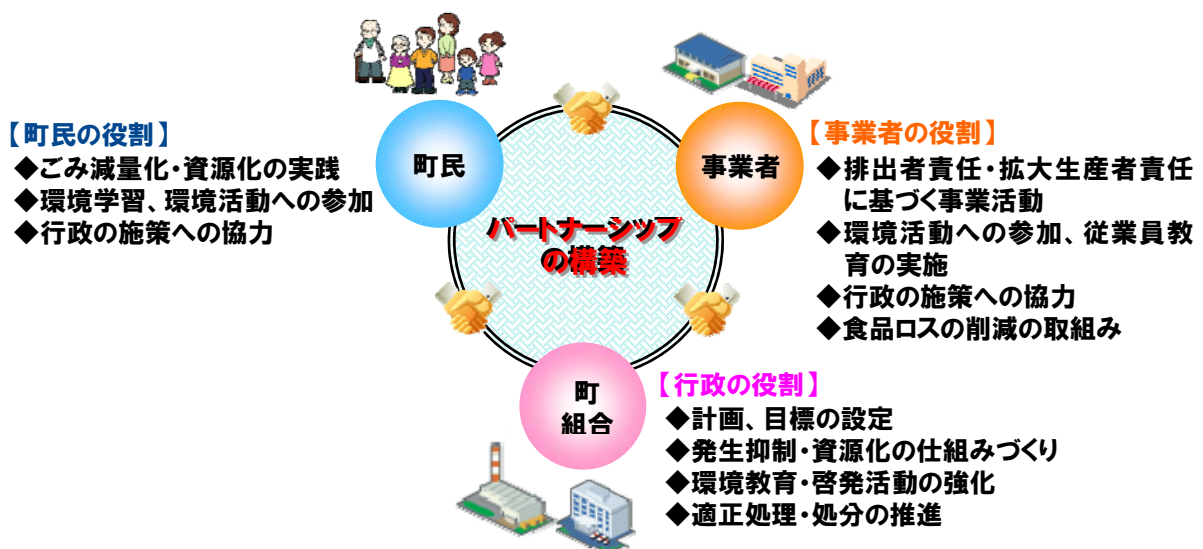 【町民の役割】
◆ごみ減量化・資源化の実践
◆環境学習、環境活動への参加
◆行政の施策への協力
町民
事業者
パートナーシップ
の構築
【事業者の役割】
◆排出者責任・拡大生産者責任
に基づく事業活動
◆環境活動への参加、従業員教
育の実施
◆行政の施策への協力
◆食品ロスの削減の取組み
町
組合
【行政の役割】
◆計画、目標の設定
◆発生抑制・資源化の仕組みづくり
◆環境教育・啓発活動の強化
◆適正処理・処分の推進